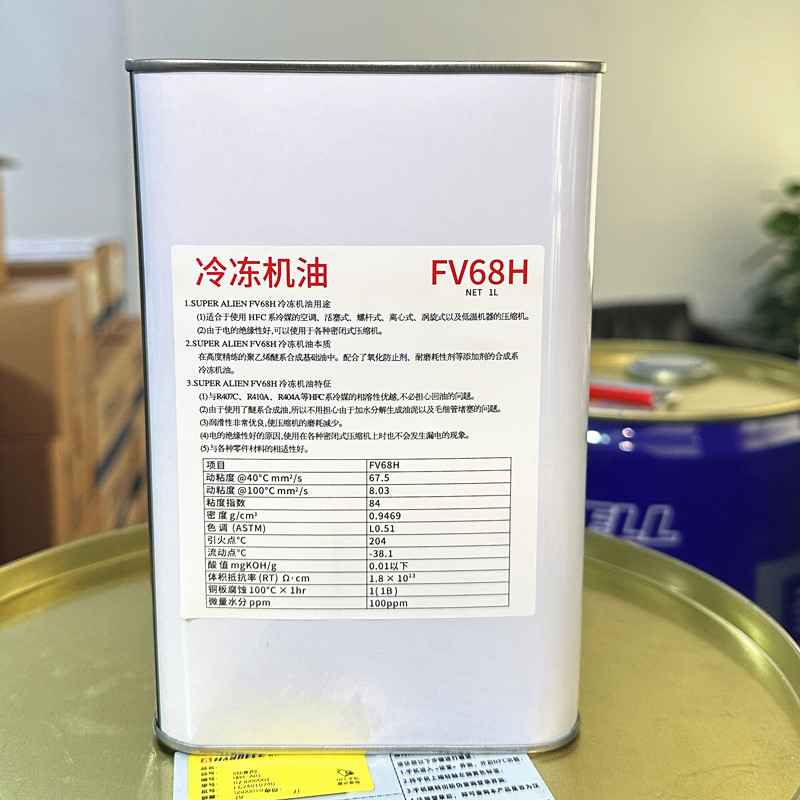 冷冻机油 FV68H
NET 1L
1.SUPER ALIEN FV68H 冷冻机油用途
(1)适合于使用 HFC 系冷媒的空调、活塞式、螺杆式、离心式、涡旋式以及低温机器的压缩机。
(2)由于电的绝缘性好,可以使用于各种密闭式压缩机。
2.SUPER ALIEN FV68H 冷冻机油本质
在高度精练的聚乙烯醚系合成基础油中。配合了氧化防止剂、耐磨耗性剂等添加剂的合成系
冷冻机油。
3.SUPER ALIEN FV68H 冷冻机油特征
(1)与R407C、R410A、R404A等HFC系冷媒的相溶性优越,不必担心回油的问题。
(2)由于使用了醚系合成油,所以不用担心由于加水分解生成油泥以及毛细管堵塞的问题。
(3)润滑性非常优良,使压缩机的磨耗减少。
(4)电的绝缘性好的原因,使用在各种密闭式压缩机上时也不会发生漏电的现象。
(5)与各种零件材料的相适性好。
项目 FV68H
动粘度 @40°C mm²/s 67.5
动粘度 @100°C mm²/s 8.03
粘度指数 84
密度 g/cm³ 0.9469
色调 (ASTM) L0.51
引火点°C 204
流动点°C -38.1
酸值 mgKOH/g 0.01以下
体积抵抗率 (RT) Ω·cm 1.8 × 10¹³
铜板腐蚀 100°C × 1hr 1(1B)
微量水分 ppm 100ppm
ELL
HANBELL